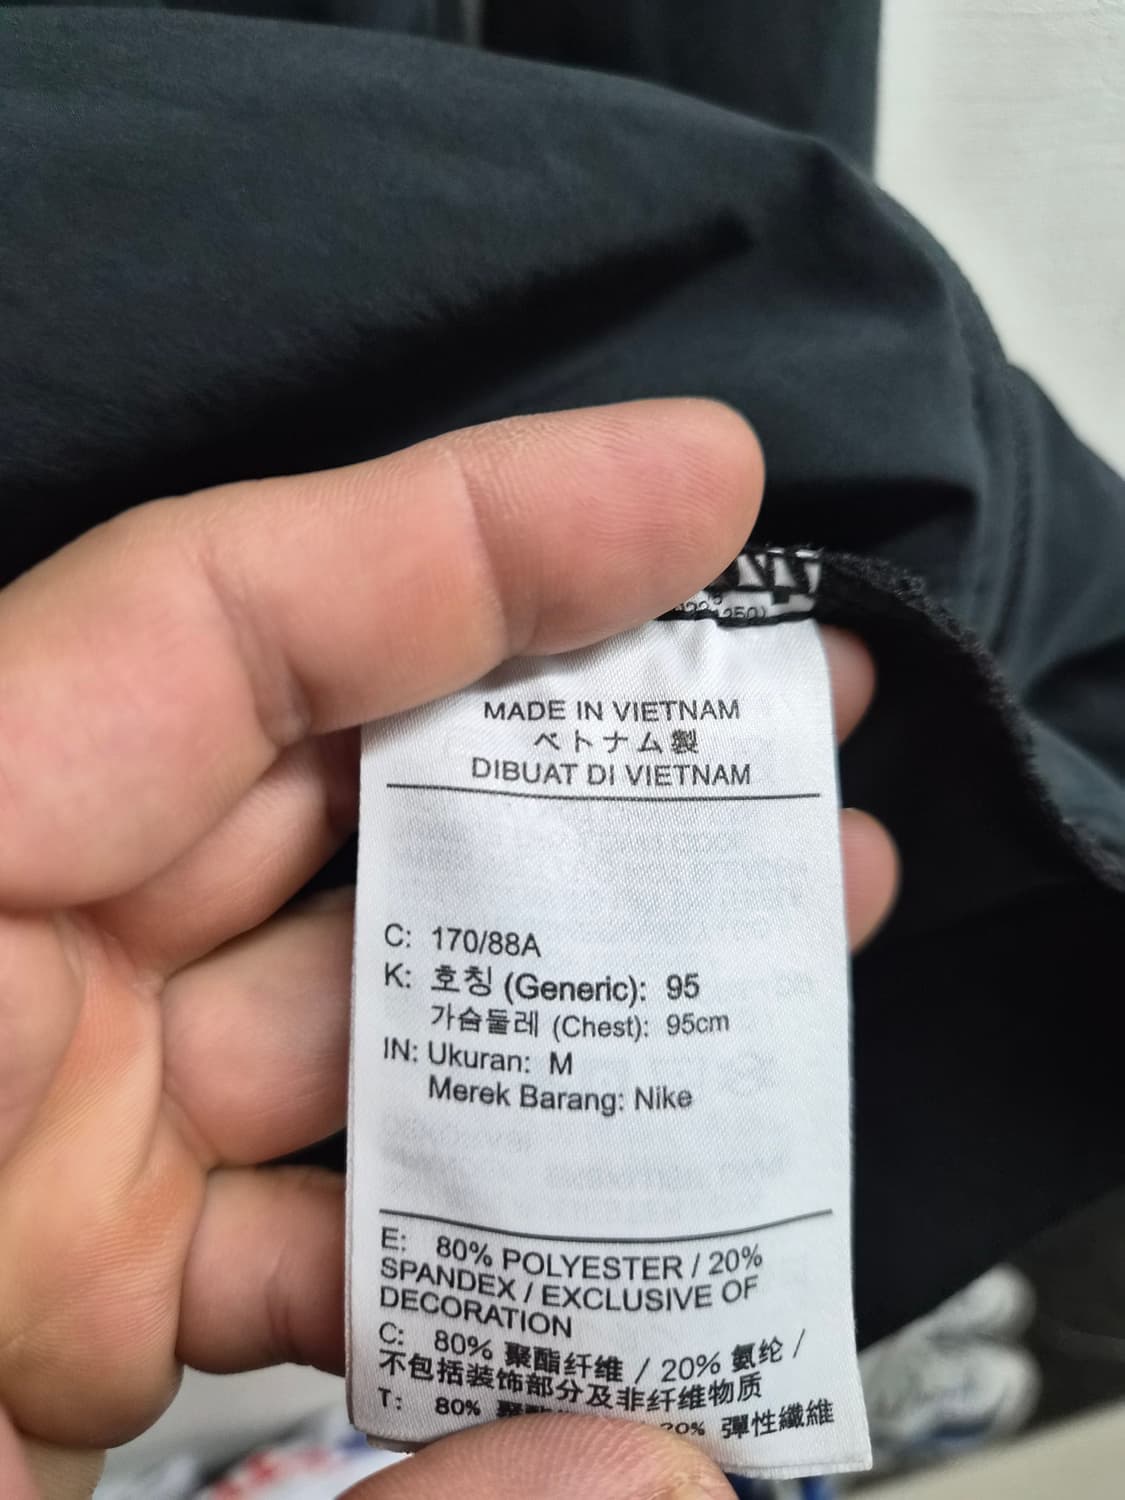 MADE IN VIETNAM
ベトナム製
DIBUAT DI VIETNAM
C: 170/88A
K: 호칭 (Generic): 95
가슴둘레 (Chest): 95cm
IN: Ukuran: M
Merek Barang: Nike
E: 80% POLYESTER / 20%
SPANDEX / EXCLUSIVE OF
DECORATION
C: 80% 聚酯纤维 / 20% 氨纶 /
不包括装饰部分及非纤维物质
T: 80% 20% 彈性纖維